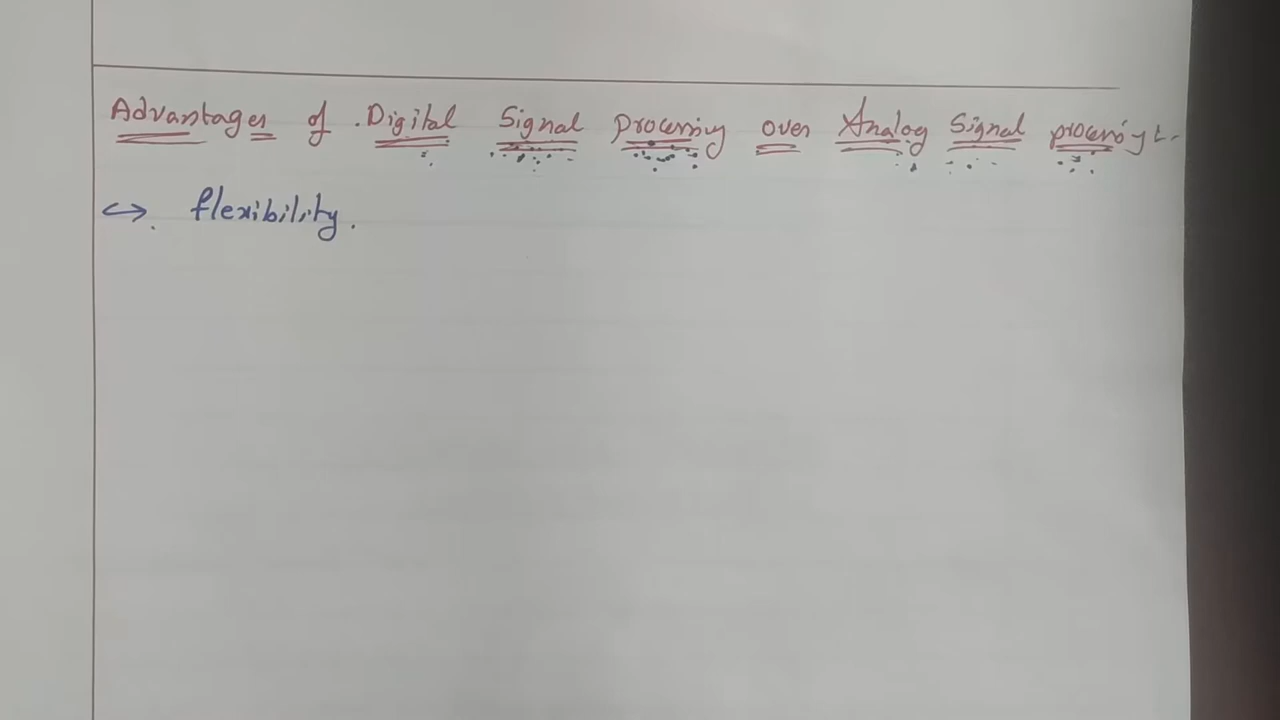 Advantages of Digital Signal Processing over Analog Signal processing
↔ flexibility.